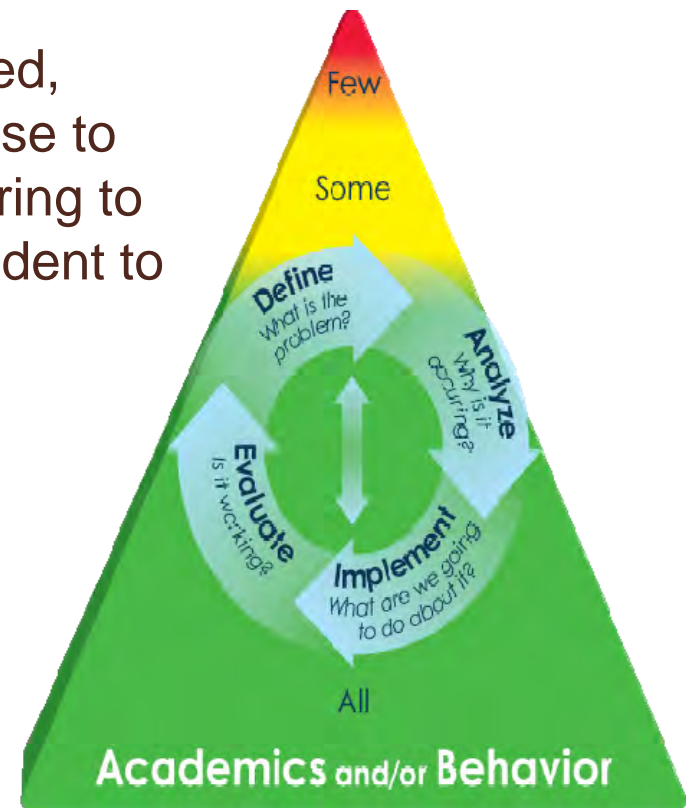 ed,
se to
ring to
dent to
Few
Some
Define
What is the
problem?
Analyze
Why is it
occuring?
Implement
What are we going
to do about it?
Evaluate
Is it working?
All
Academics and/or Behavior